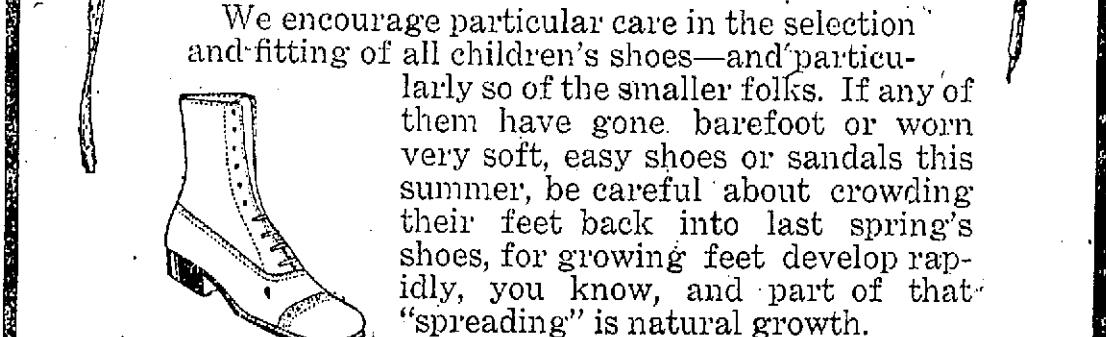 We encourage particular care in the selection
and fitting of all children's shoes—and particu-
larly so of the smaller folks. If any of
them have gone barefoot or worn
very soft, easy shoes or sandals this
summer, be careful about crowding
their feet back into last spring's
shoes, for growing feet develop rap-
idly, you know, and part of that
"spreading" is natural growth.